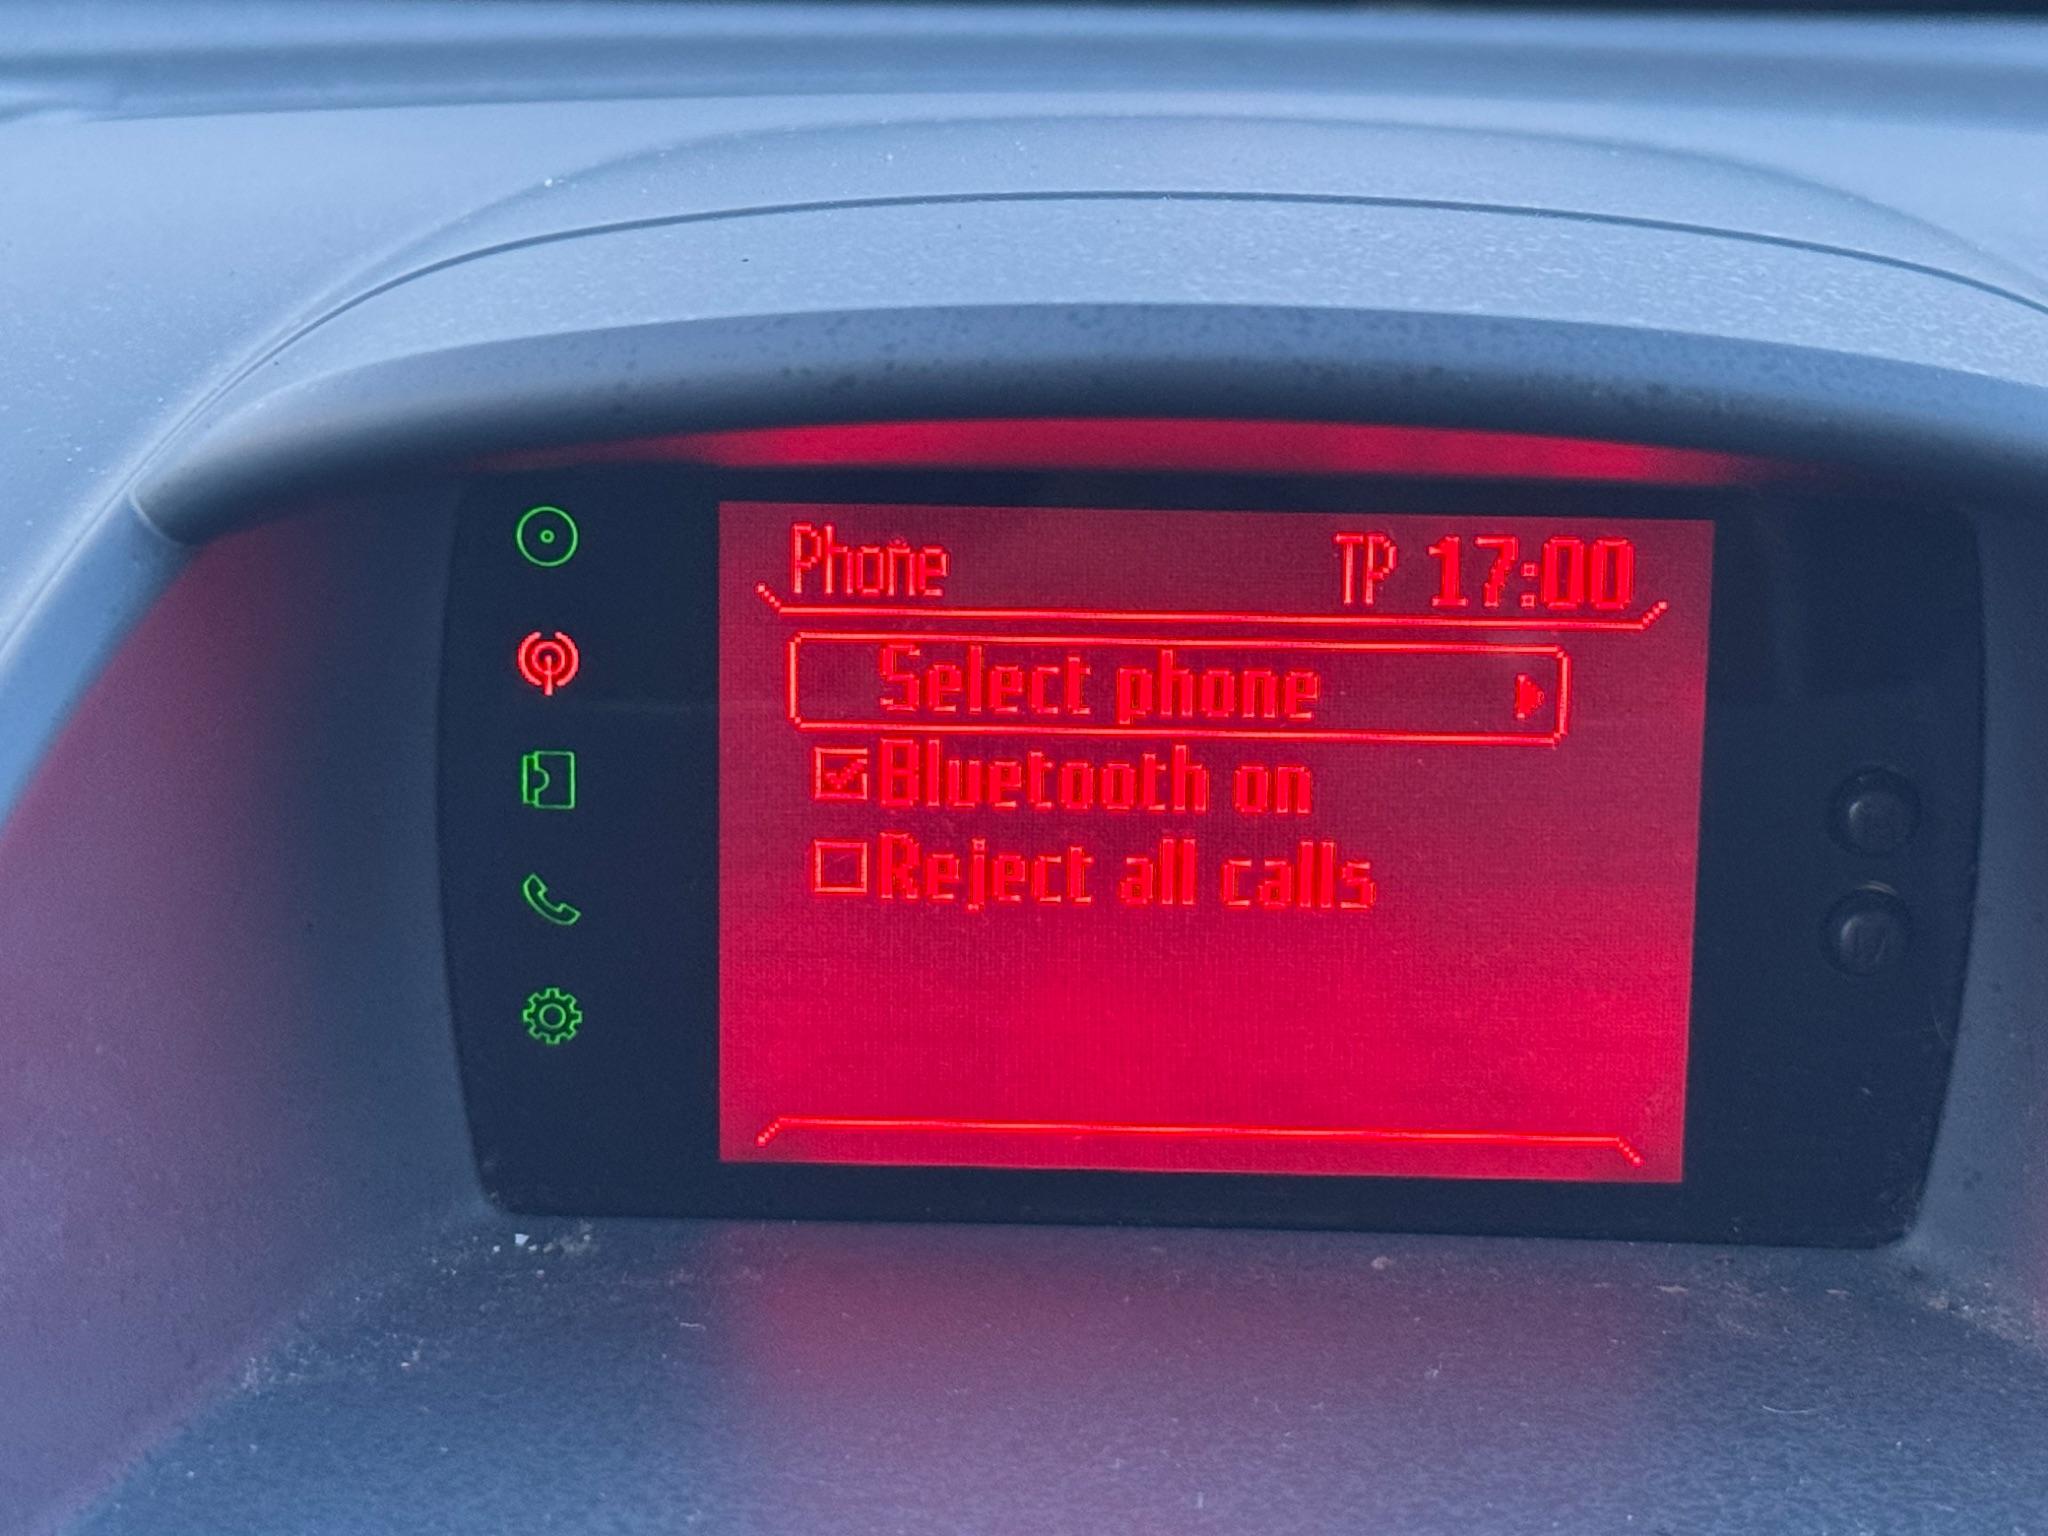 Phone TP 17:00
Select phone
Bluetooth on
Reject all calls